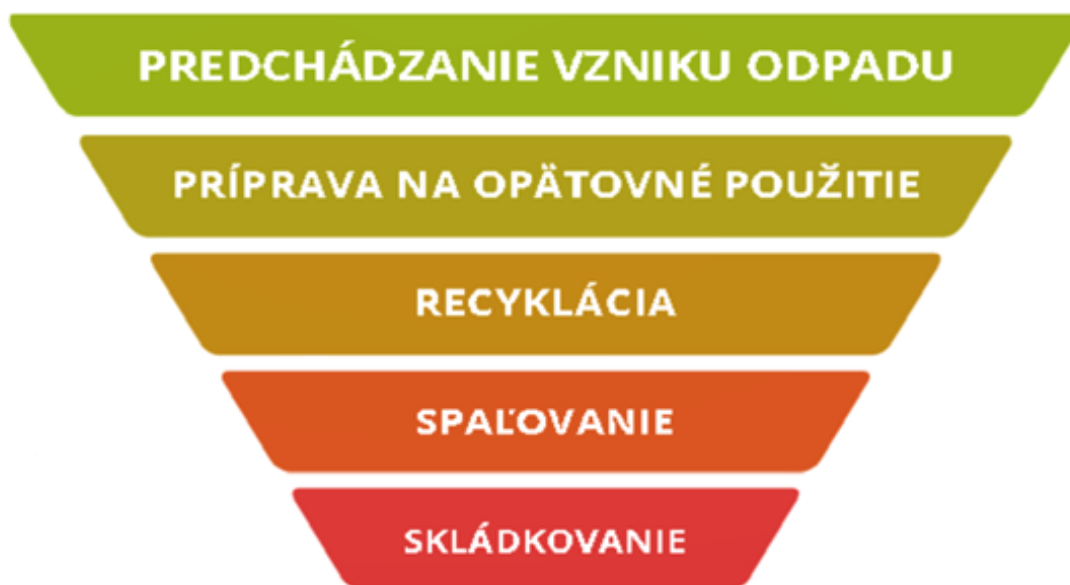 PREDCHÁDZANIE VZNIKU ODPADU
PRÍPRAVA NA OPÄTOVNÉ POUŽITIE
RECYKLÁCIA
SPAĽOVANIE
SKLÁDKOVANIE